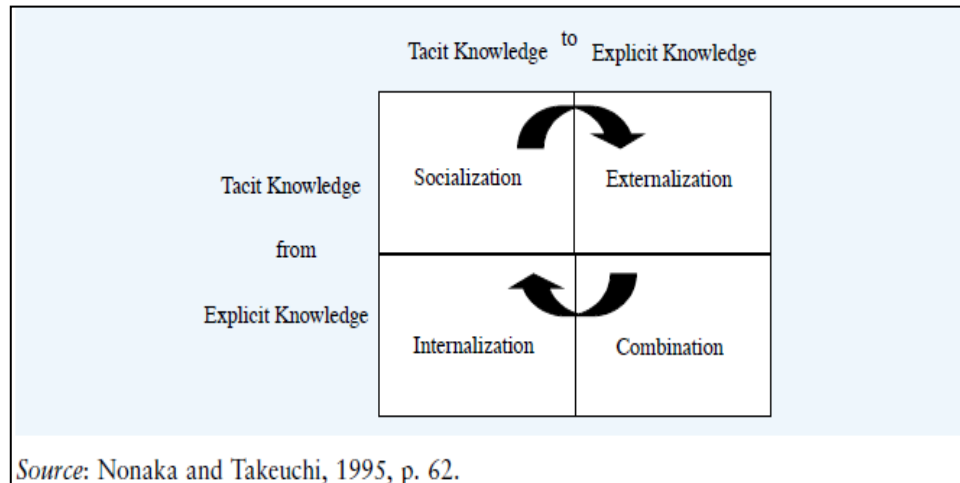 Tacit Knowledge to Explicit Knowledge
Tacit Knowledge
Socialization Externalization
from
Explicit Knowledge
Internalization Combination
Source: Nonaka and Takeuchi, 1995, p. 62.